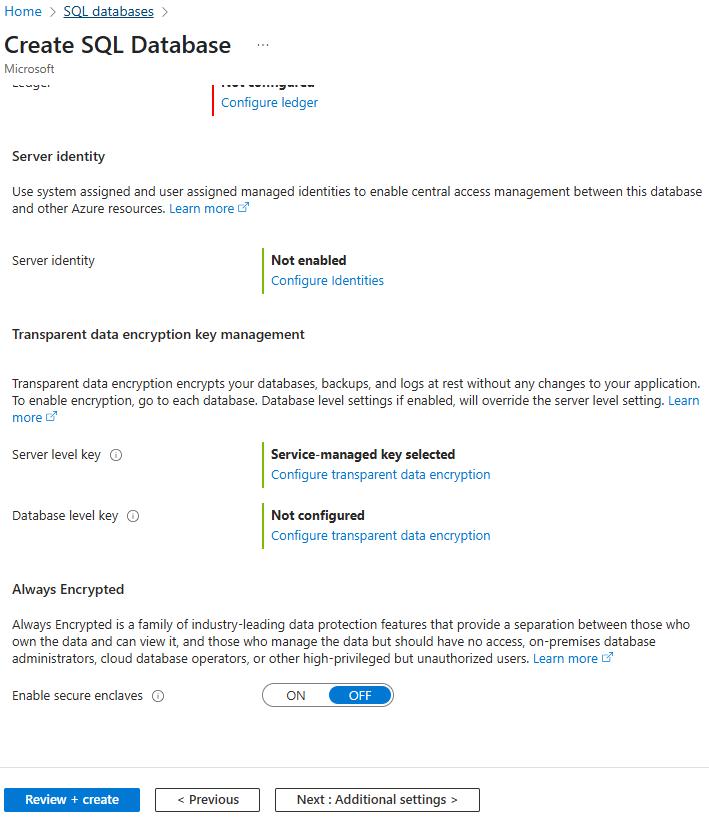 Home > SQL databases >
Create SQL Database ...
Microsoft
Ledger Not configured
Configure ledger
Server identity
Use system assigned and user assigned managed identities to enable central access management between this database
and other Azure resources. Learn more
Server identity Not enabled
Configure Identities
Transparent data encryption key management
Transparent data encryption encrypts your databases, backups, and logs at rest without any changes to your application.
To enable encryption, go to each database. Database level settings if enabled, will override the server level setting. Learn
more
Server level key Service-managed key selected
Configure transparent data encryption
Database level key Not configured
Configure transparent data encryption
Always Encrypted
Always Encrypted is a family of industry-leading data protection features that provide a separation between those who
own the data and can view it, and those who manage the data but should have no access, on-premises database
administrators, cloud database operators, or other high-privileged but unauthorized users. Learn more
Enable secure enclaves ON OFF
Review + create < Previous Next : Additional settings >